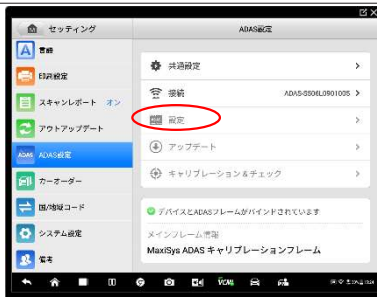 セッティング
ADAS設定
言語
印刷設定
スキャンレポート オン
アウトアップデート
ADAS ADAS設定
カーオーダー
国/地域コード
システム設定
備考
共通設定
接続 ADAS-S506L0901005
設定
アップデート
キャリブレーション＆チェック
デバイスとADASフレームがバインドされています
メインフレーム情報
MaxiSys ADAS キャリブレーションフレーム
VCMI